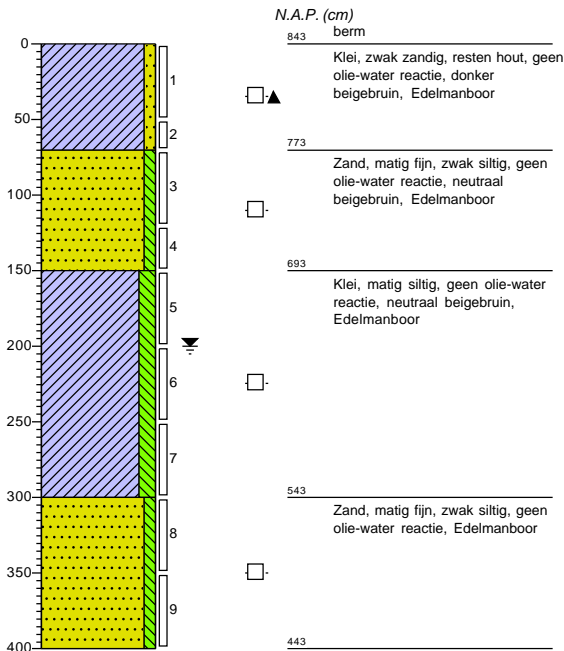 N.A.P. (cm)
0
843
berm
Klei, zwak zandig, resten hout, geen
olie-water reactie, donker
beigebruin, Edelmanboor
1
50
2
773
Zand, matig fijn, zwak siltig, geen
olie-water reactie, neutraal
beigebruin, Edelmanboor
3
100
4
150
693
Klei, matig siltig, geen olie-water
reactie, neutraal beigebruin,
Edelmanboor
5
200
6
250
7
300
543
Zand, matig fijn, zwak siltig, geen
olie-water reactie, Edelmanboor
8
350
9
400
443